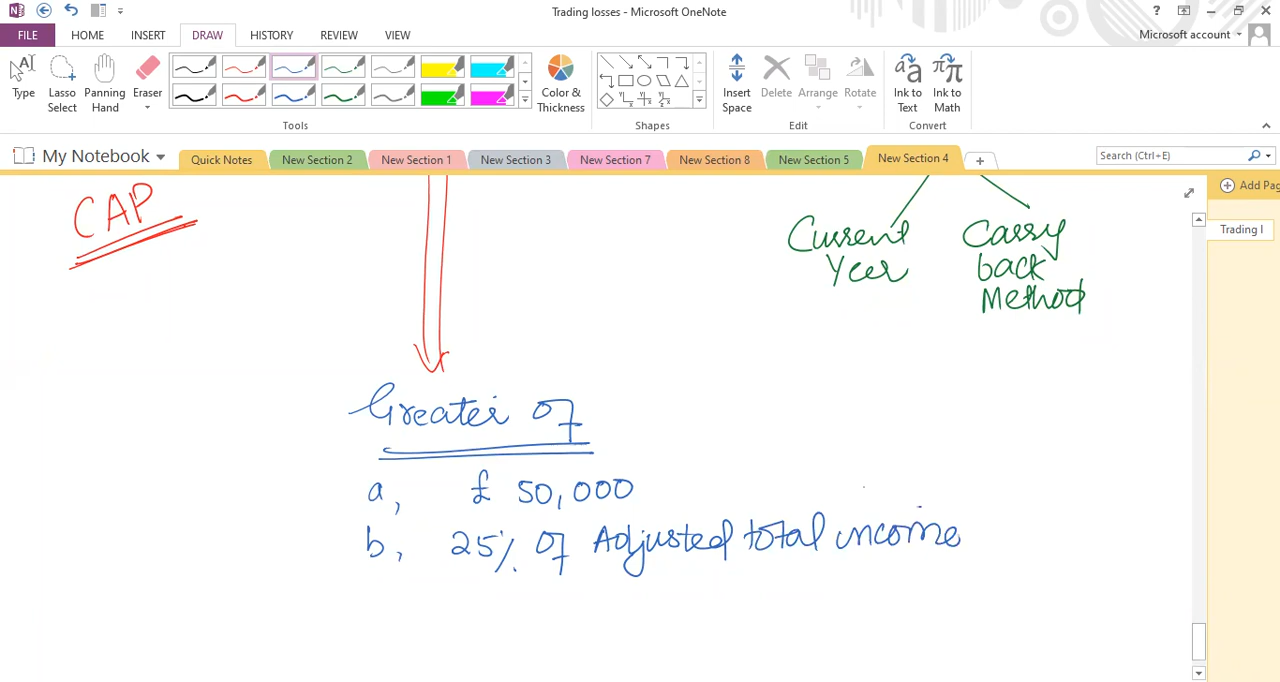 Trading losses - Microsoft OneNote
FILE HOME INSERT DRAW HISTORY REVIEW VIEW
Microsoft account
Type
Lasso Select
Panning Hand
Eraser
Color & Thickness
Insert Space
Delete
Arrange
Rotate
Ink to Text
Ink to Math
Tools
Shapes
Edit
Convert
My Notebook
Quick Notes
New Section 2
New Section 1
New Section 3
New Section 7
New Section 8
New Section 5
New Section 4
Search (Ctrl+E)
Add Pag
Trading l
CAP
Current
Year
Carry
back
Method
Greater of
a, £ 50,000
b, 25% of Adjusted total income